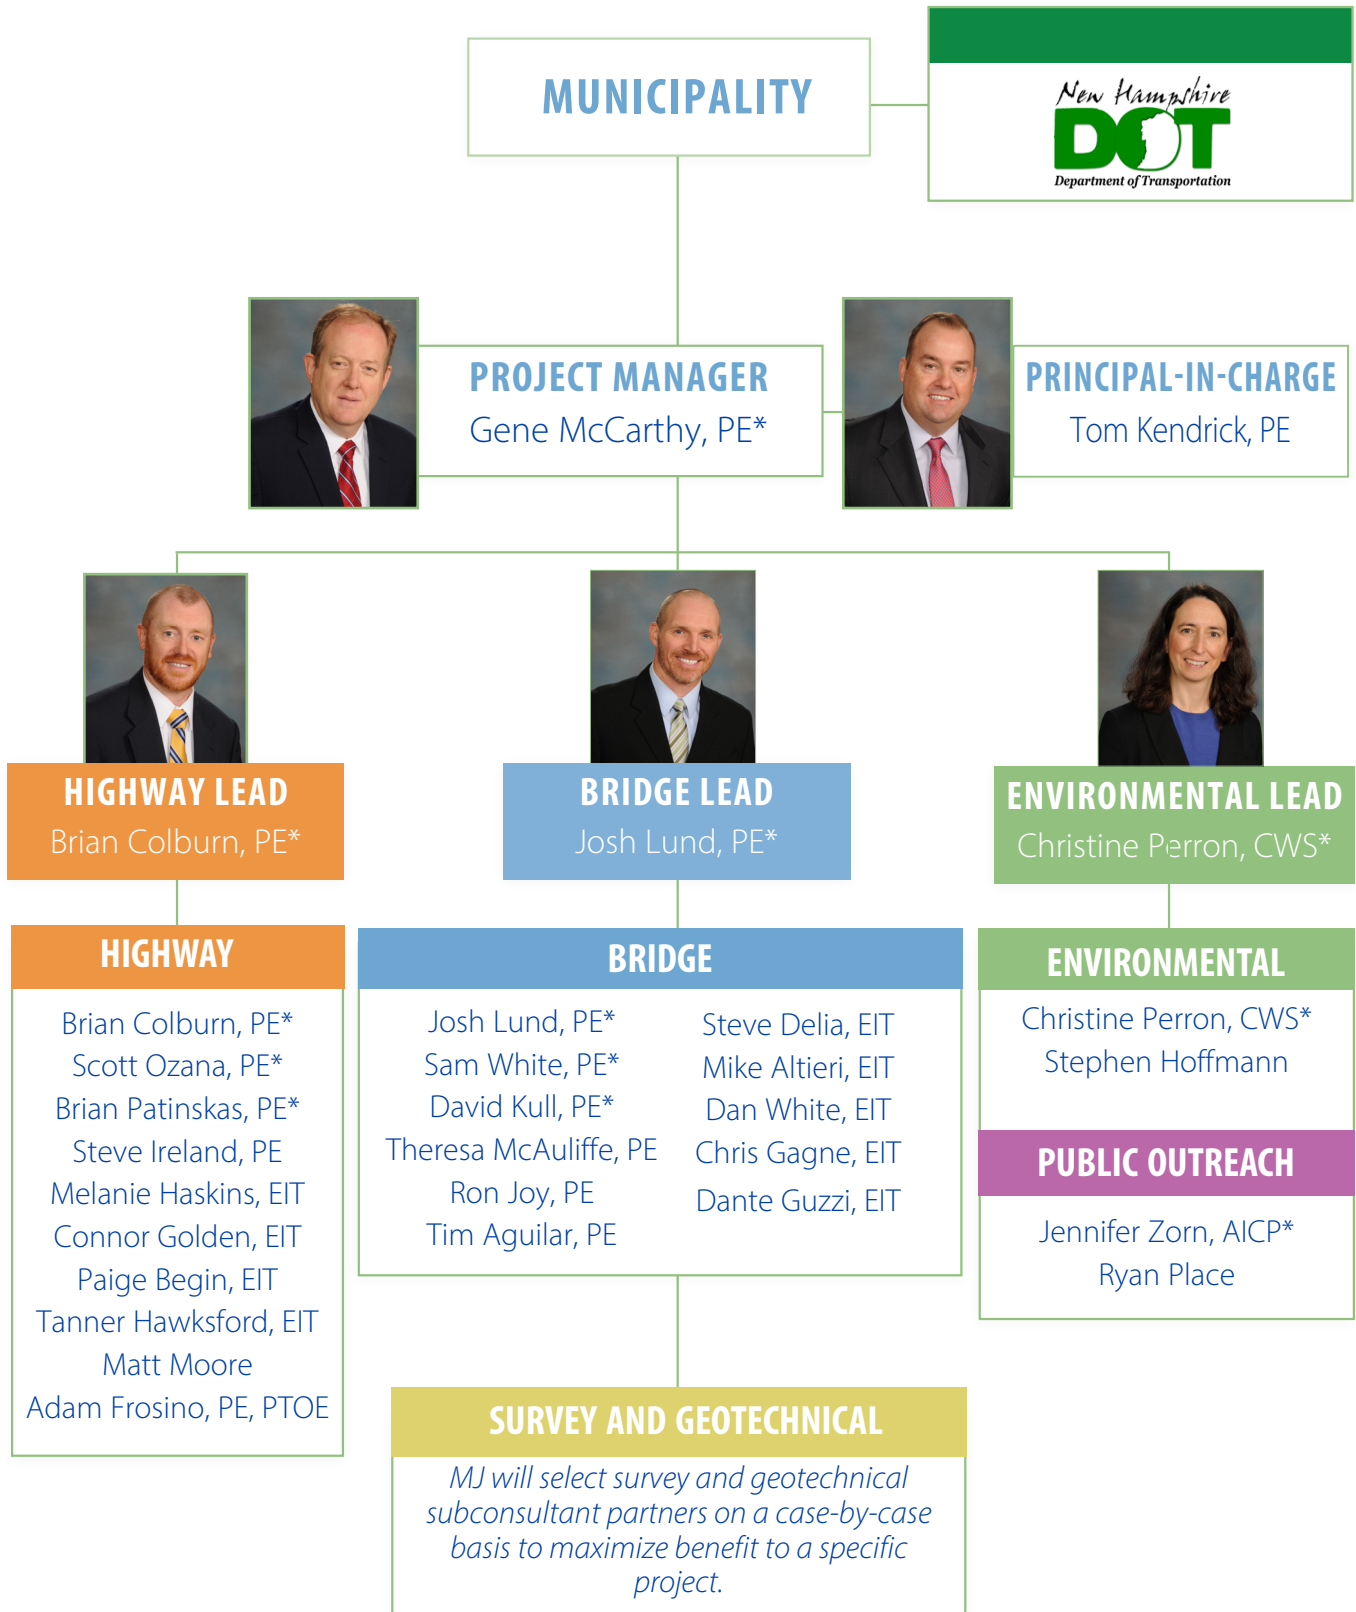 MUNICIPALITY
New Hampshire
DOT
Department of Transportation
PROJECT MANAGER
Gene McCarthy, PE*
PRINCIPAL-IN-CHARGE
Tom Kendrick, PE
HIGHWAY LEAD
Brian Colburn, PE*
BRIDGE LEAD
Josh Lund, PE*
ENVIRONMENTAL LEAD
Christine Perron, CWS*
HIGHWAY
Brian Colburn, PE*
Scott Ozana, PE*
Brian Patinskas, PE*
Steve Ireland, PE
Melanie Haskins, EIT
Connor Golden, EIT
Paige Begin, EIT
Tanner Hawksford, EIT
Matt Moore
Adam Frosino, PE, PTOE
BRIDGE
Josh Lund, PE*
Sam White, PE*
David Kull, PE*
Theresa McAuliffe, PE
Ron Joy, PE
Tim Aguilar, PE
Steve Delia, EIT
Mike Altieri, EIT
Dan White, EIT
Chris Gagne, EIT
Dante Guzzi, EIT
ENVIRONMENTAL
Christine Perron, CWS*
Stephen Hoffmann
PUBLIC OUTREACH
Jennifer Zorn, AICP*
Ryan Place
SURVEY AND GEOTECHNICAL
MJ will select survey and geotechnical
subconsultant partners on a case-by-case
basis to maximize benefit to a specific
project.